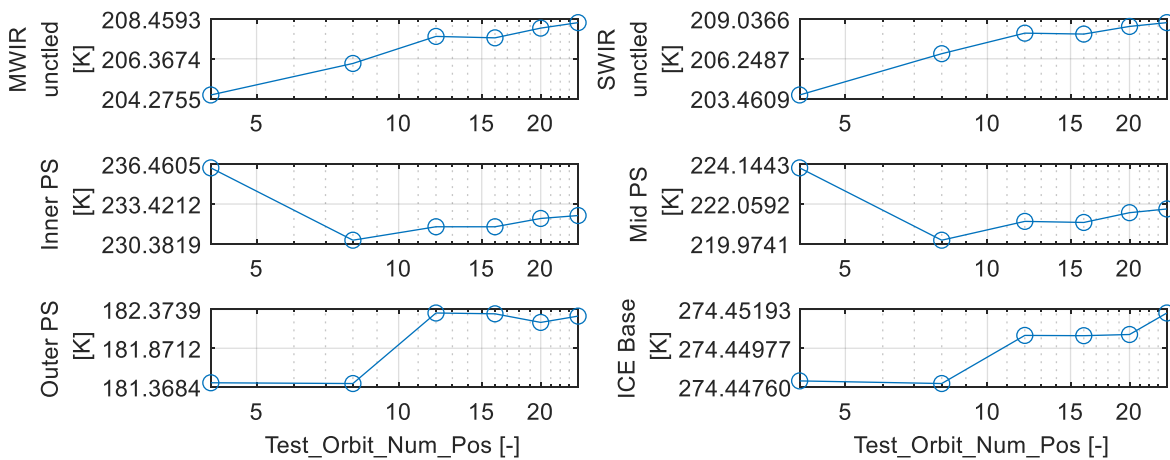 MWIR
unctled
[K]
208.4593
206.3674
204.2755
5
10
15
20
SWIR
unctled
[K]
209.0366
206.2487
203.4609
5
10
15
20
Inner PS
[K]
236.4605
233.4212
230.3819
5
10
15
20
Mid PS
[K]
224.1443
222.0592
219.9741
5
10
15
20
Outer PS
[K]
182.3739
181.8712
181.3684
5
10
15
20
Test_Orbit_Num_Pos [-]
ICE Base
[K]
274.45193
274.44977
274.44760
5
10
15
20
Test_Orbit_Num_Pos [-]